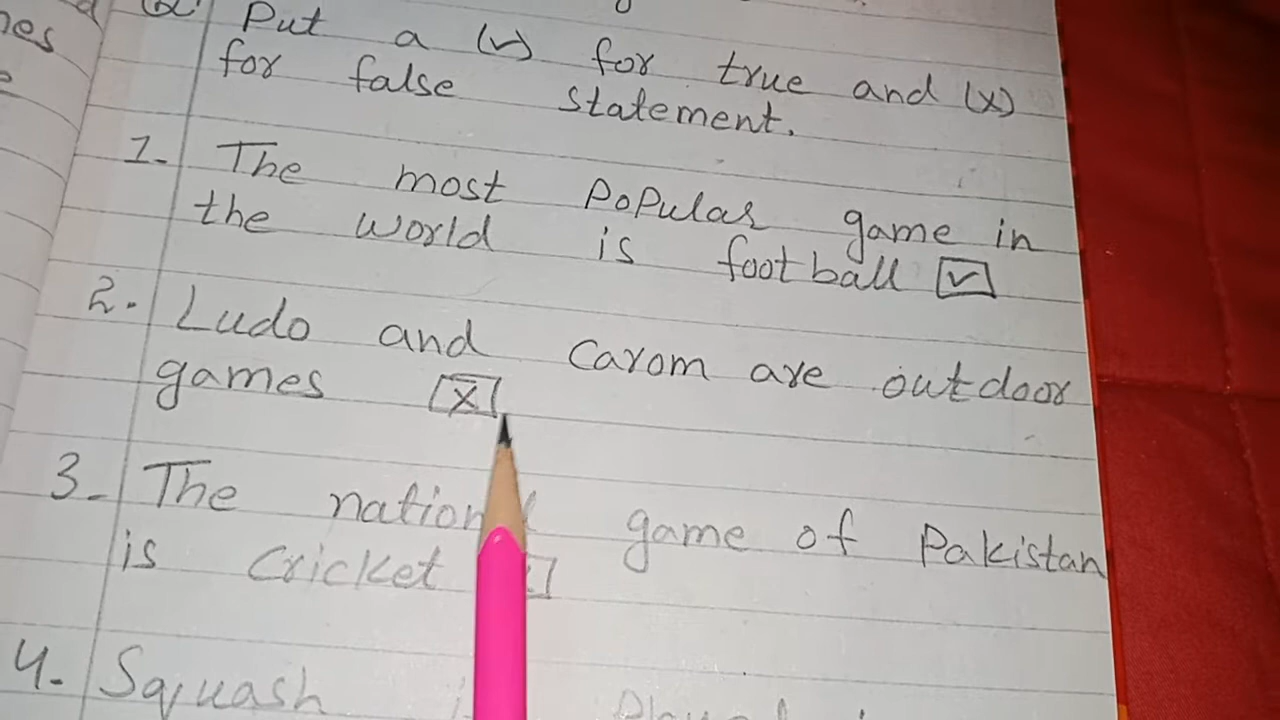 nes
Put a (✓) for true and (x)
for false statement.
1. The most Popular game in
the world is football ✓
2. Ludo and Carom are outdoor
games x
3. The game of Pakistan
is Cricket
4. Squash